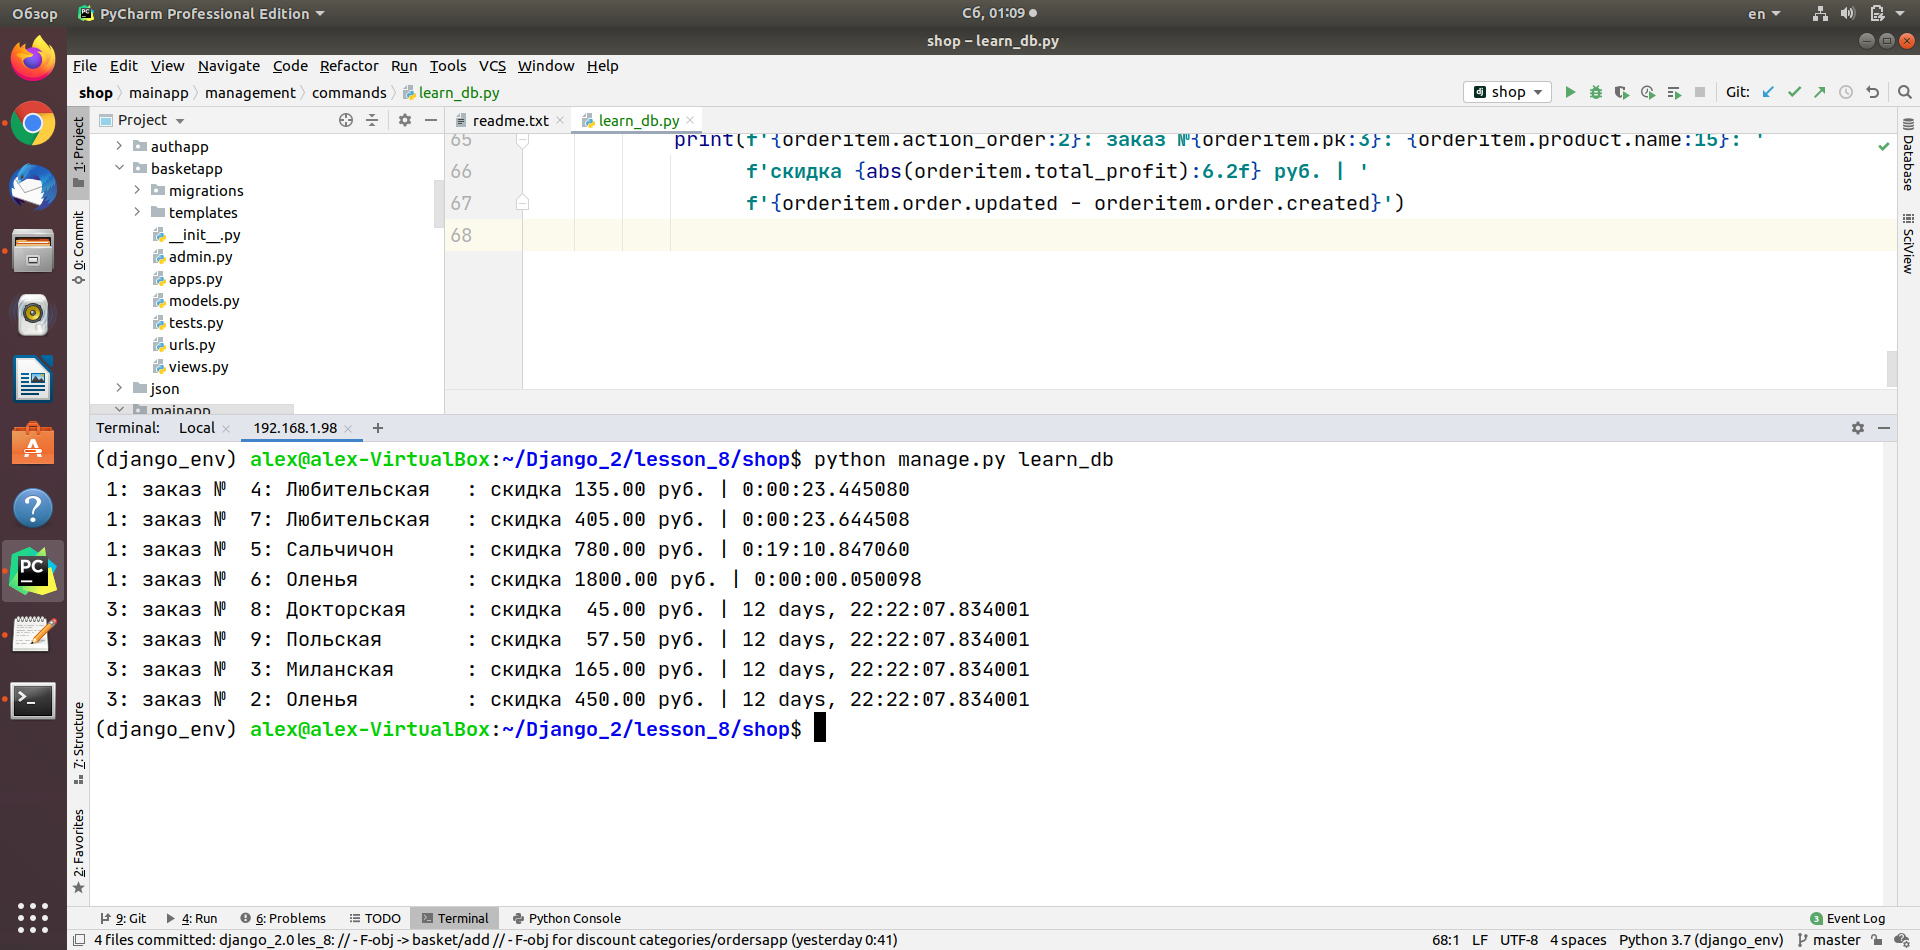 Обзор PyCharm Professional Edition Сб, 01:09 en
shop – learn_db.py
File Edit View Navigate Code Refactor Run Tools VCS Window Help
shop mainapp management commands learn_db.py shop Git:
1: Project
0: Commit
7: Structure
2: Favorites
Project
authapp
basketapp
migrations
templates
__init__.py
admin.py
apps.py
models.py
tests.py
urls.py
views.py
json
mainapp
readme.txt learn_db.py
65 print(f'{orderitem.action_order:2}: заказ №{orderitem.pk:3}: {orderitem.product.name:15}: '
66 f'скидка {abs(orderitem.total_profit):6.2f} руб. | '
67 f'{orderitem.order.updated - orderitem.order.created}')
68
Database
SciView
Terminal: Local 192.168.1.98 +
(django_env) alex@alex-VirtualBox:~/Django_2/lesson_8/shop$ python manage.py learn_db
1: заказ № 4: Любительская : скидка 135.00 руб. | 0:00:23.445080
1: заказ № 7: Любительская : скидка 405.00 руб. | 0:00:23.644508
1: заказ № 5: Сальчичон : скидка 780.00 руб. | 0:19:10.847060
1: заказ № 6: Оленья : скидка 1800.00 руб. | 0:00:00.050098
3: заказ № 8: Докторская : скидка 45.00 руб. | 12 days, 22:22:07.834001
3: заказ № 9: Польская : скидка 57.50 руб. | 12 days, 22:22:07.834001
3: заказ № 3: Миланская : скидка 165.00 руб. | 12 days, 22:22:07.834001
3: заказ № 2: Оленья : скидка 450.00 руб. | 12 days, 22:22:07.834001
(django_env) alex@alex-VirtualBox:~/Django_2/lesson_8/shop$
9: Git 4: Run 6: Problems TODO Terminal Python Console 3 Event Log
4 files committed: django_2.0 les_8: // - F-obj -> basket/add // - F-obj for discount categories/ordersapp (yesterday 0:41) 68:1 LF UTF-8 4 spaces Python 3.7 (django_env) master